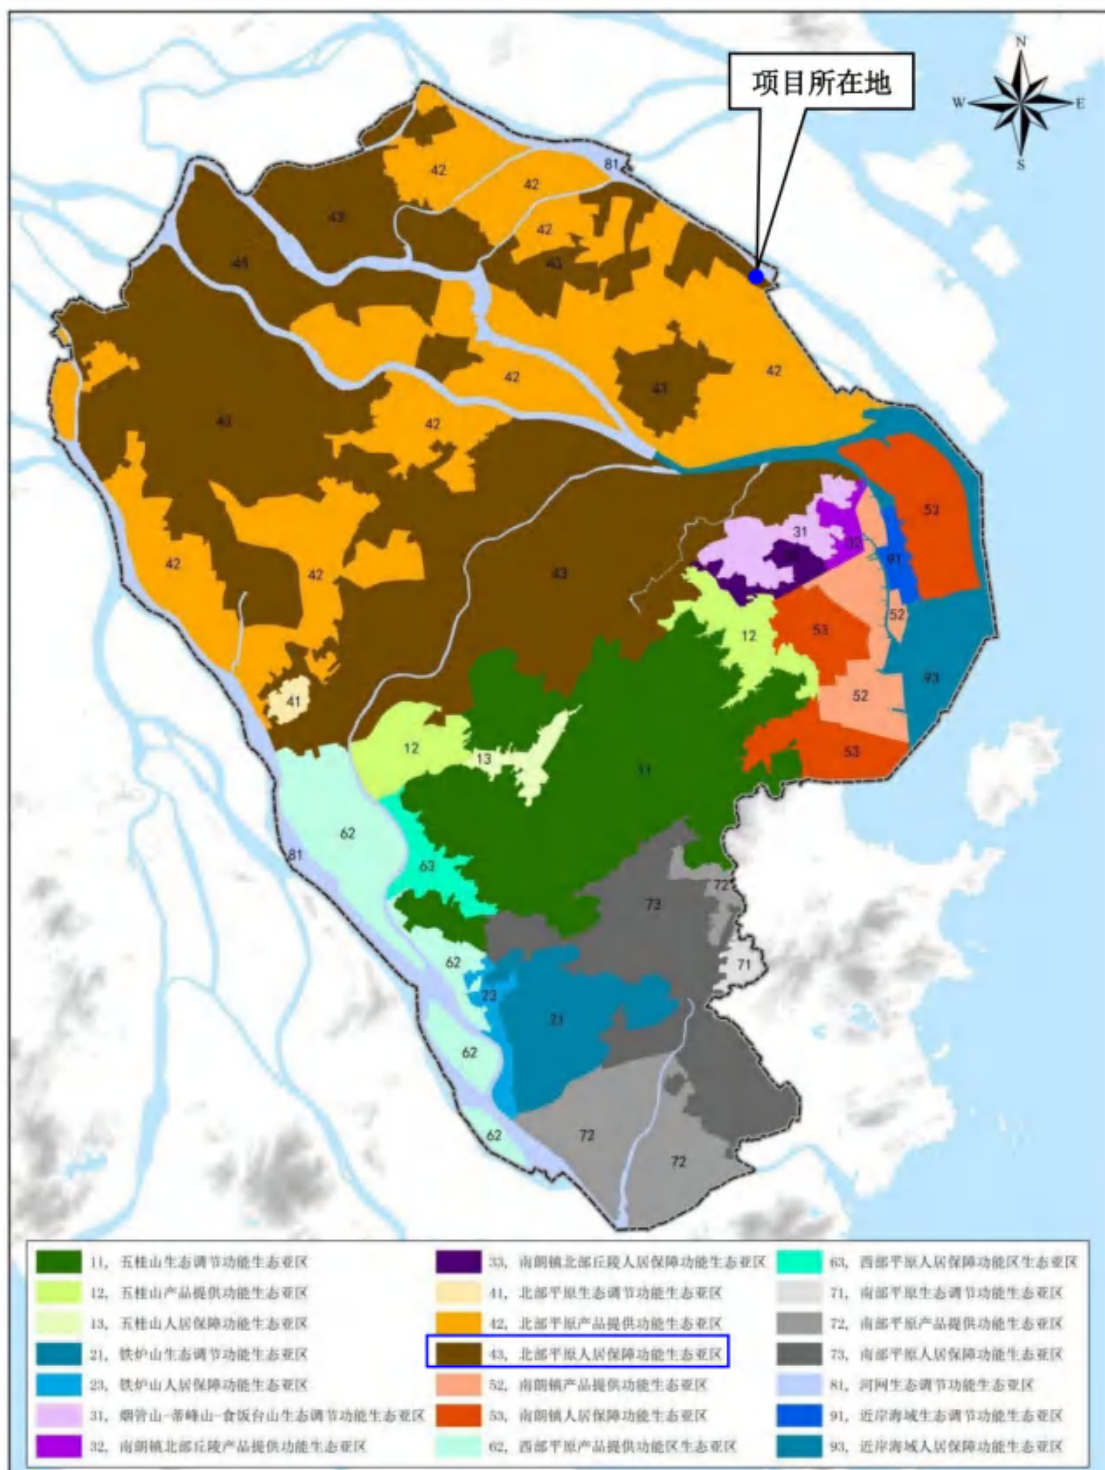 N
项目所在地
W E
S
81
42
42
43
42
42
43
43
42
43
42
42
43
53
31
32
91
42
42
43
52
12
53
93
41
52
12
13
53
11
62
81
63
72
73
62
71
23
21
62
62
72
72
11, 五桂山生态调节功能生态亚区
12, 五桂山产品提供功能生态亚区
13, 五桂山人居保障功能生态亚区
21, 铁炉山生态调节功能生态亚区
23, 铁炉山人居保障功能生态亚区
31, 烟管山-蒂峰山-食饭台山生态调节功能生态亚区
32, 南朗镇北部丘陵产品提供功能生态亚区
33, 南朗镇北部丘陵人居保障功能生态亚区
41, 北部平原生态调节功能生态亚区
42, 北部平原产品提供功能生态亚区
43, 北部平原人居保障功能生态亚区
52, 南朗镇产品提供功能生态亚区
53, 南朗镇人居保障功能生态亚区
62, 西部平原产品提供功能区生态亚区
63, 西部平原人居保障功能区生态亚区
71, 南部平原生态调节功能生态亚区
72, 南部平原产品提供功能生态亚区
73, 南部平原人居保障功能生态亚区
81, 河网生态调节功能生态亚区
91, 近岸海域生态调节功能生态亚区
93, 近岸海域人居保障功能生态亚区